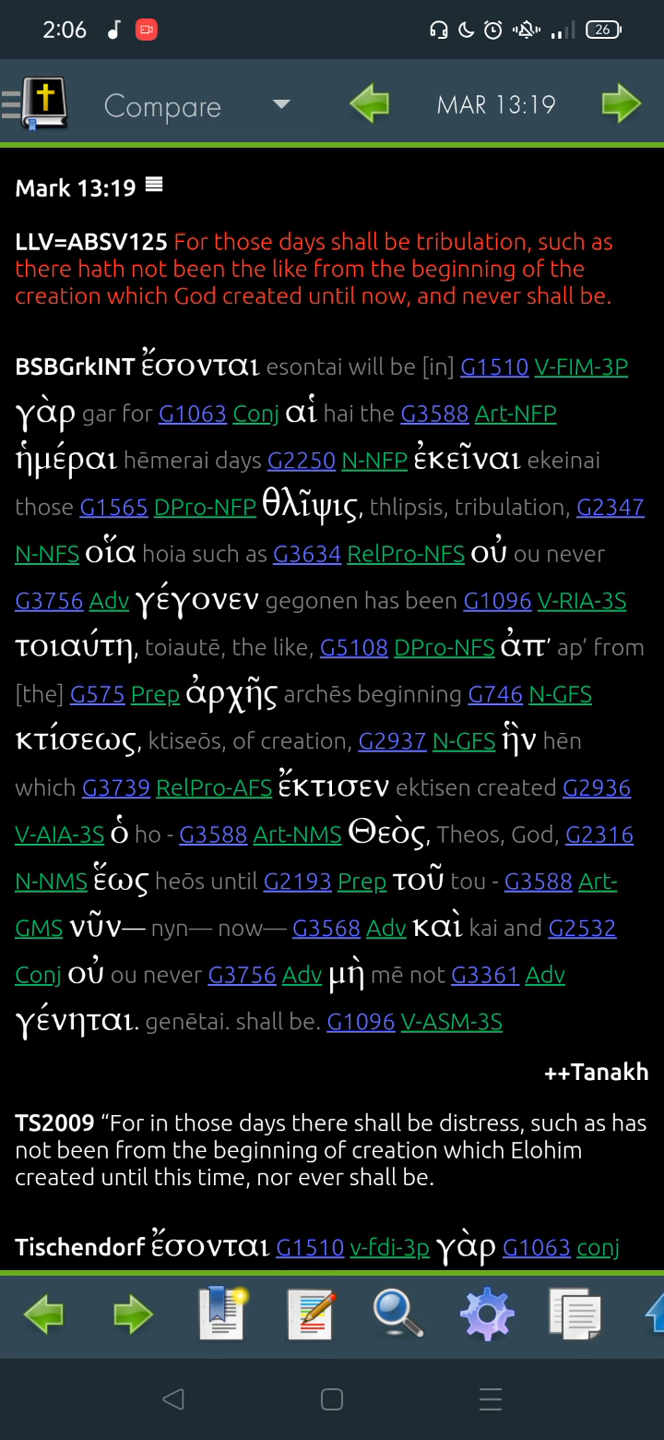 2:06
26
Compare
MAR 13:19
Mark 13:19
LLV=ABSV125 For those days shall be tribulation, such as
there hath not been the like from the beginning of the
creation which God created until now, and never shall be.
BSBGrkINT ἔσονται esontai will be [in] G1510 V-FIM-3P
γὰρ gar for G1063 Conj αἱ hai the G3588 Art-NFP
ἡμέραι hēmerai days G2250 N-NFP ἐκεῖναι ekeinai
those G1565 DPro-NFP θλῖψις, thlipsis, tribulation, G2347
N-NFS οἵα hoia such as G3634 RelPro-NFS οὐ ou never
G3756 Adv γέγονεν gegonen has been G1096 V-RIA-3S
τοιαύτη, toiautē, the like, G5108 DPro-NFS ἀπ’ ap’ from
[the] G575 Prep ἀρχῆς archēs beginning G746 N-GFS
κτίσεως, ktiseōs, of creation, G2937 N-GFS ἣν hēn
which G3739 RelPro-AFS ἔκτισεν ektisen created G2936
V-AIA-3S ὁ ho - G3588 Art-NMS Θεὸς, Theos, God, G2316
N-NMS ἕως heōs until G2193 Prep τοῦ tou - G3588 Art-
GMS νῦν— nyn— now— G3568 Adv καὶ kai and G2532
Conj οὐ ou never G3756 Adv μὴ mē not G3361 Adv
γένηται. genētai. shall be. G1096 V-ASM-3S
++Tanakh
TS2009 “For in those days there shall be distress, such as has
not been from the beginning of creation which Elohim
created until this time, nor ever shall be.
Tischendorf ἔσονται G1510 v-fdi-3p γὰρ G1063 conj